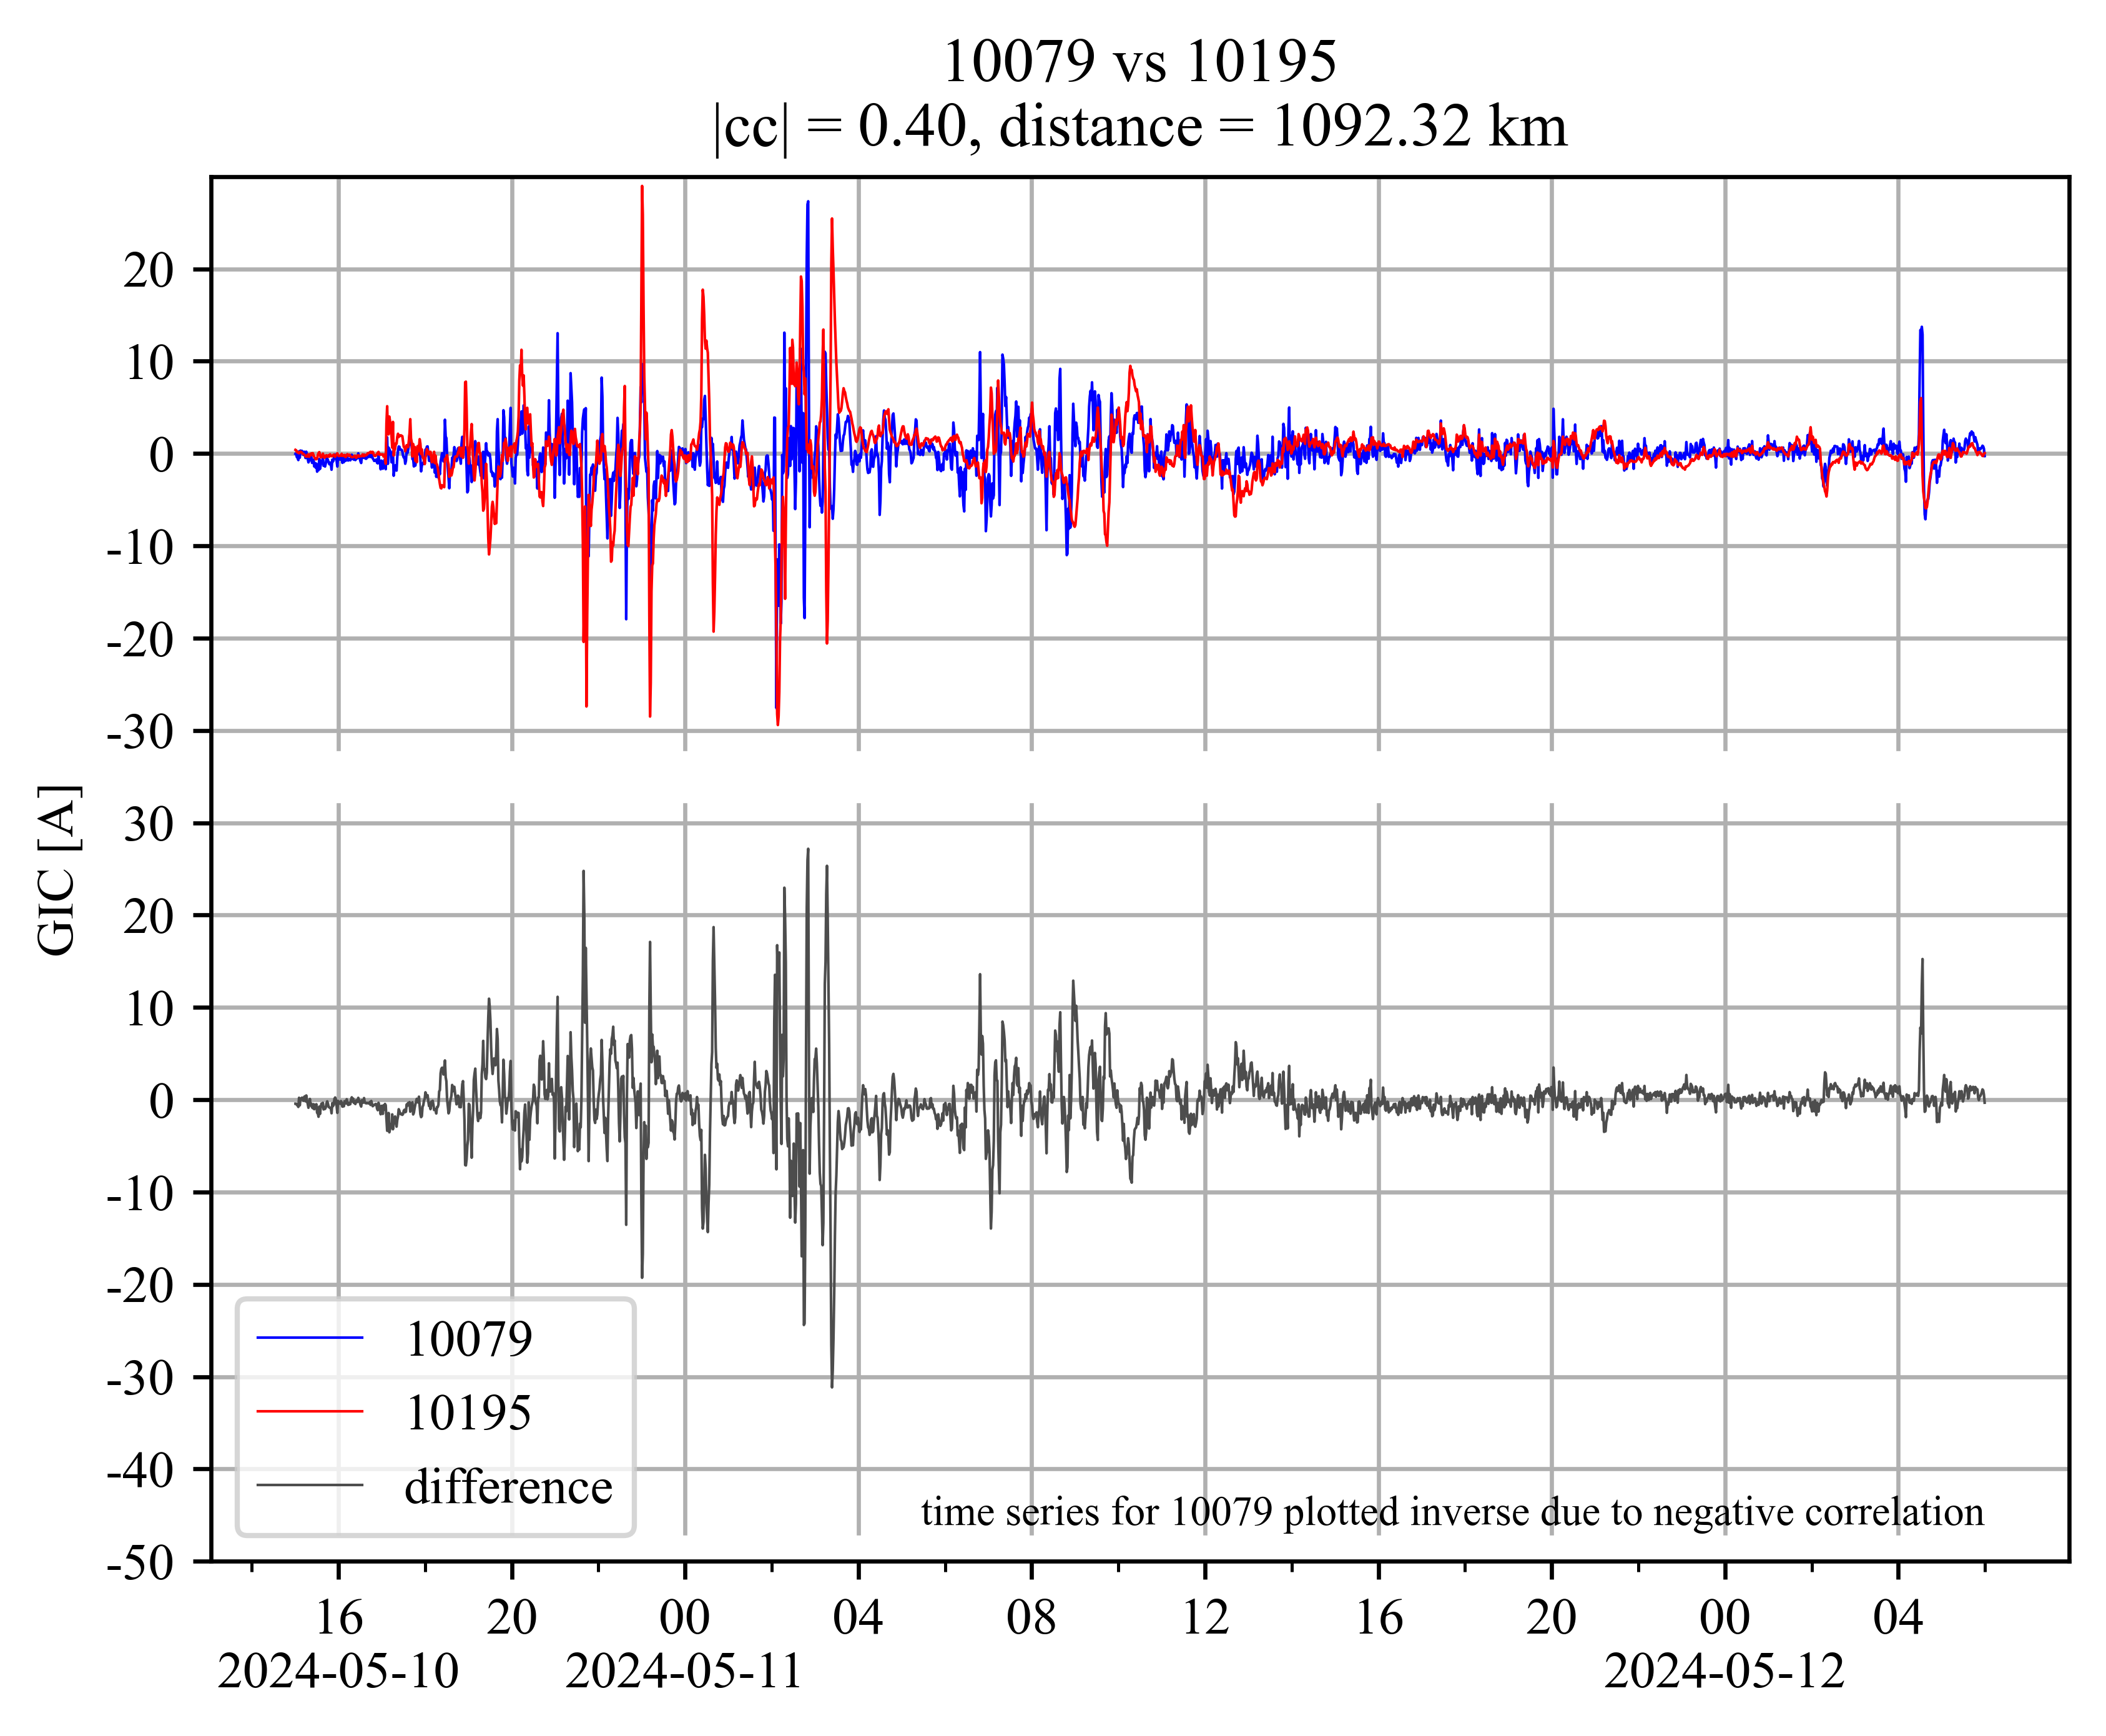 10079 vs 10195
|cc| = 0.40, distance = 1092.32 km
GIC [A]
20
10
0
-10
-20
-30
30
20
10
0
-10
-20
-30
-40
-50
10079
10195
difference
time series for 10079 plotted inverse due to negative correlation
16 20 00 04 08 12 16 20 00 04
2024-05-10 2024-05-11 2024-05-12